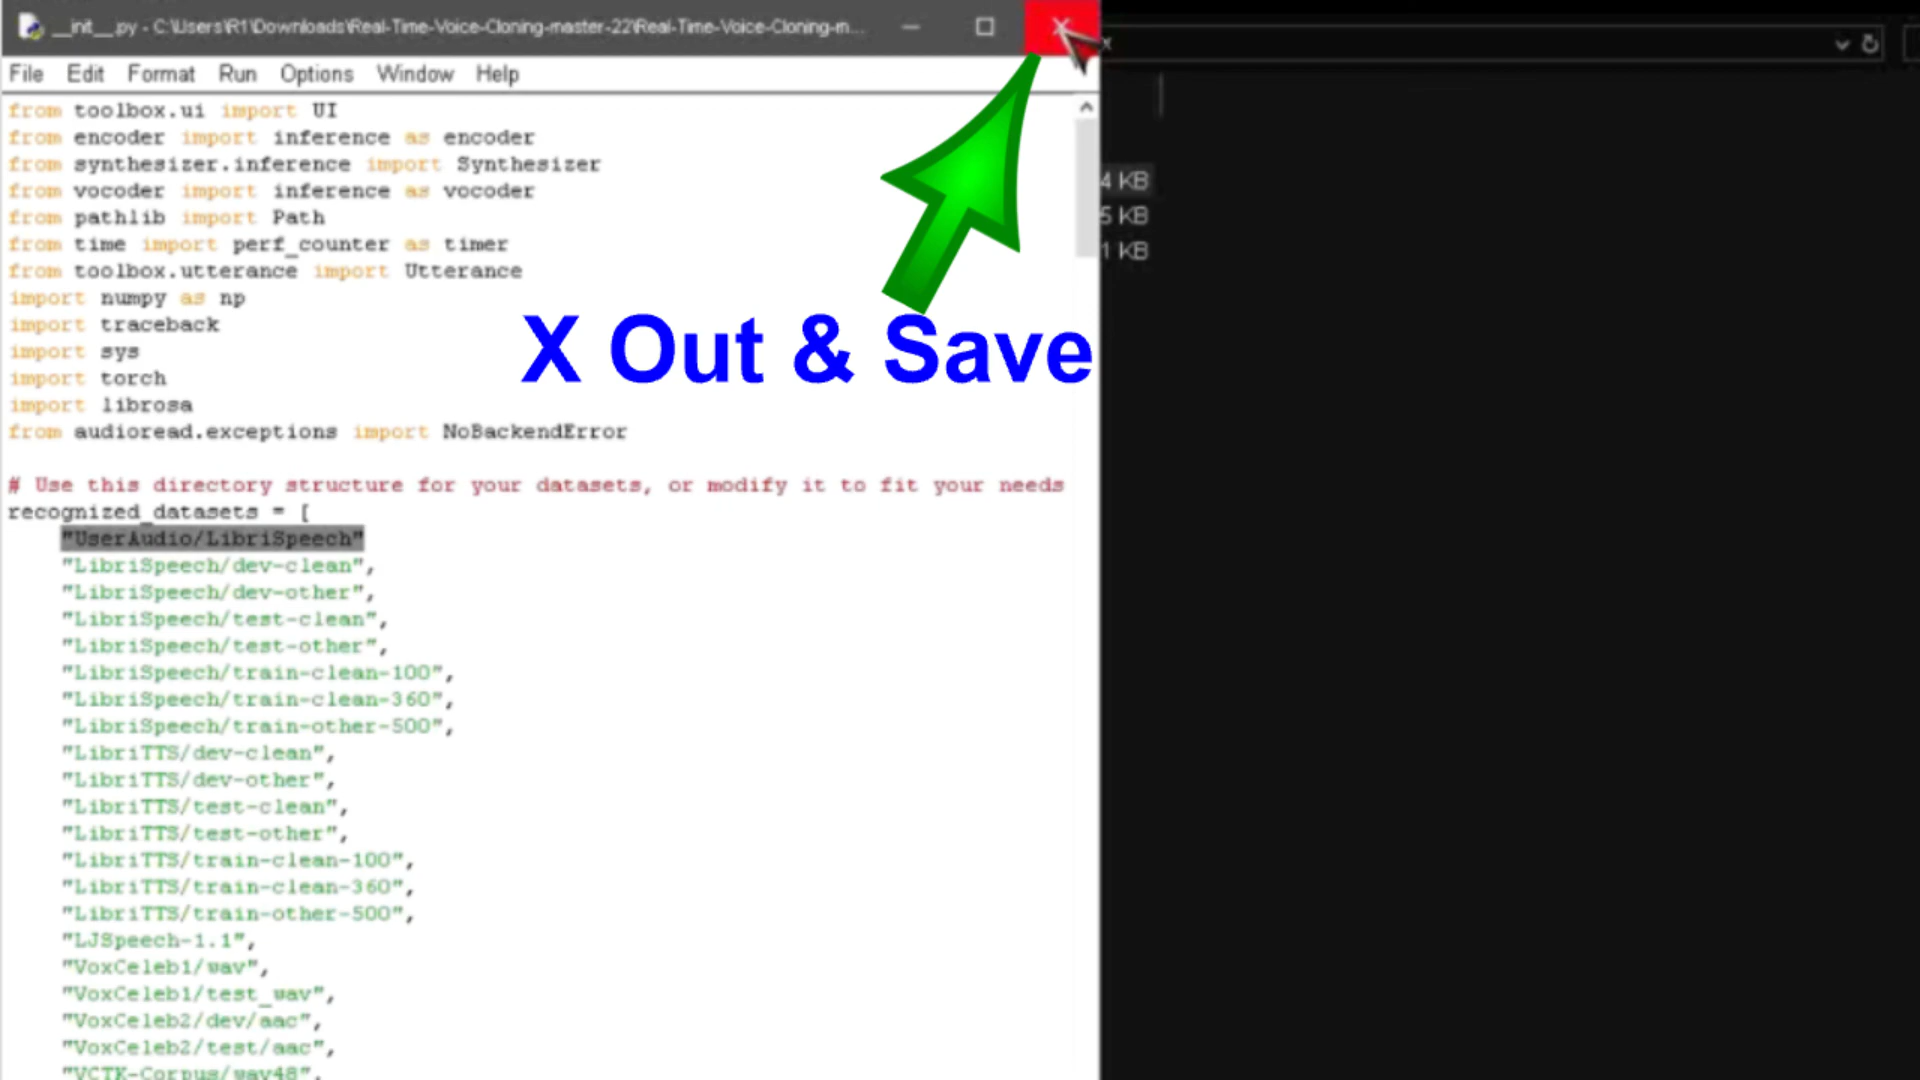 __init__.py - C:\Users\R1\Downloads\Real-Time-Voice-Cloning-master-22\Real-Time-Voice-Cloning-m...
File Edit Format Run Options Window Help
from toolbox.ui import UI
from encoder import inference as encoder
from synthesizer.inference import Synthesizer
from vocoder import inference as vocoder
from pathlib import Path
from time import perf_counter as timer
from toolbox.utterance import Utterance
import numpy as np
import traceback
import sys
import torch
import librosa
from audioread.exceptions import NoBackendError
X Out & Save
# Use this directory structure for your datasets, or modify it to fit your needs
recognized_datasets = [
"UserAudio/LibriSpeech"
"LibriSpeech/dev-clean",
"LibriSpeech/dev-other",
"LibriSpeech/test-clean",
"LibriSpeech/test-other",
"LibriSpeech/train-clean-100",
"LibriSpeech/train-clean-360",
"LibriSpeech/train-other-500",
"LibriTTS/dev-clean",
"LibriTTS/dev-other",
"LibriTTS/test-clean",
"LibriTTS/test-other",
"LibriTTS/train-clean-100",
"LibriTTS/train-clean-360",
"LibriTTS/train-other-500",
"LJSpeech-1.1",
"VoxCeleb1/wav",
"VoxCeleb1/test_wav",
"VoxCeleb2/dev/aac",
"VoxCeleb2/test/aac",
"VCTK-Corpus/wav48",
4 KB
5 KB
1 KB